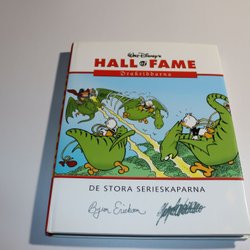 Walt Disney's
HALL OF FAME
Drakriddarna
DE STORA SERIESKAPARNA